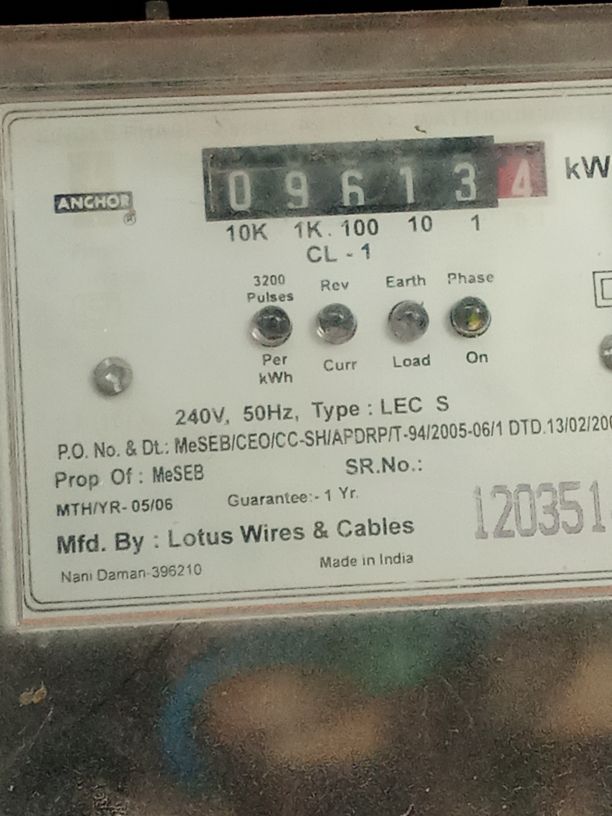 ANCHOR
®
0 9 6 1 3 4 kW
10K 1K. 100 10 1
CL - 1
3200 Pulses Per kWh
Rev Curr
Earth Load
Phase On
240V, 50Hz, Type : LEC S
P.O. No. & Dt.: MeSEB/CEO/CC-SH/APDRP/T-94/2005-06/1 DTD.13/02/200
Prop Of : MeSEB SR.No.:
MTH/YR- 05/06 Guarantee:- 1 Yr.
120351
Mfd. By : Lotus Wires & Cables
Nani Daman-396210 Made in India